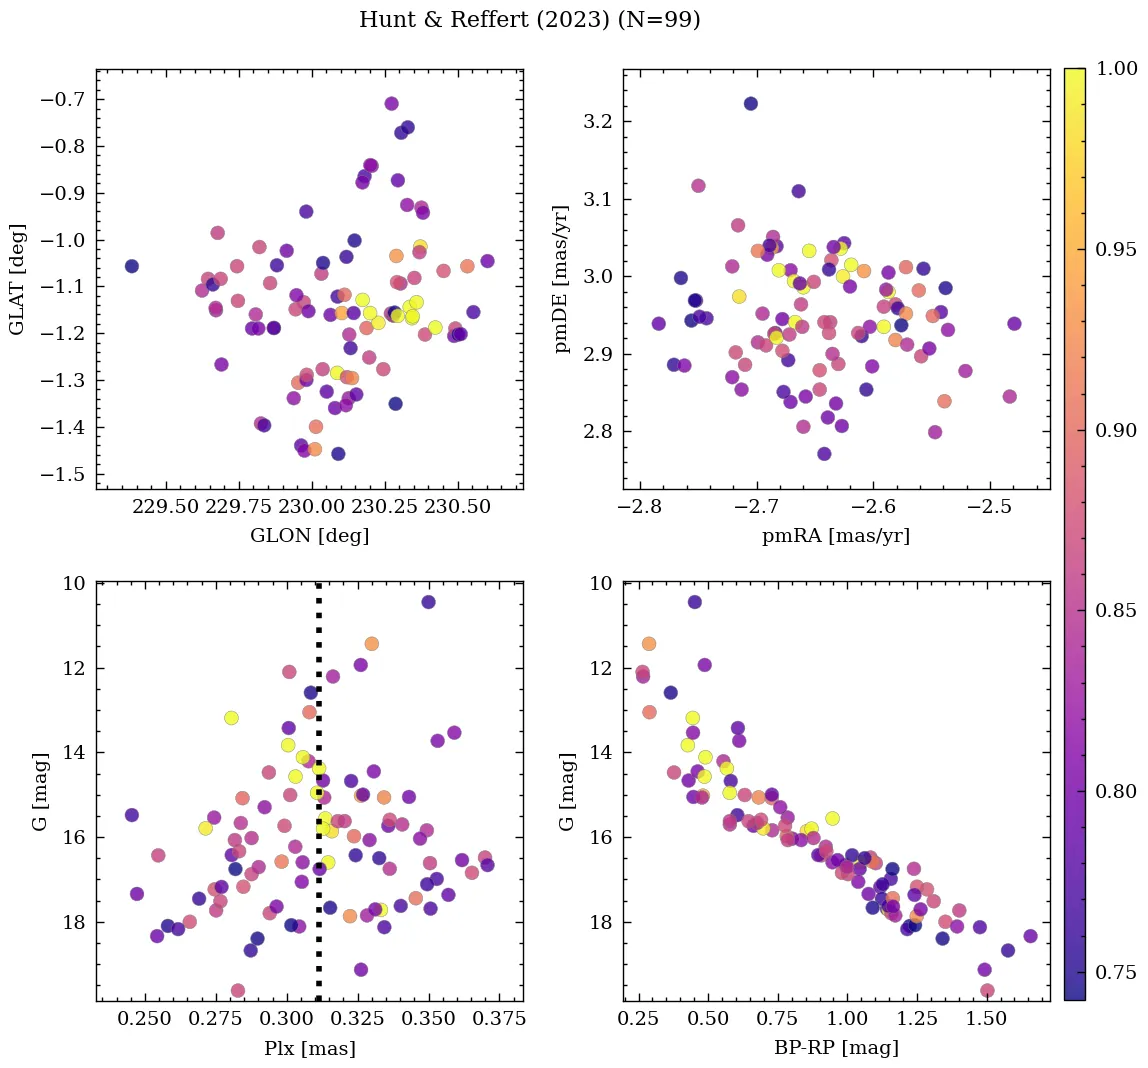 Hunt & Reffert (2023) (N=99)
−0.7
−0.8
−0.9
−1.0
−1.1
−1.2
−1.3
−1.4
−1.5
GLAT [deg]
229.50 229.75 230.00 230.25 230.50
GLON [deg]
3.2
3.1
3.0
2.9
2.8
pmDE [mas/yr]
−2.8 −2.7 −2.6 −2.5
pmRA [mas/yr]
10
12
14
16
18
G [mag]
0.250 0.275 0.300 0.325 0.350 0.375
Plx [mas]
10
12
14
16
18
G [mag]
0.25 0.50 0.75 1.00 1.25 1.50
BP-RP [mag]
1.00
0.95
0.90
0.85
0.80
0.75